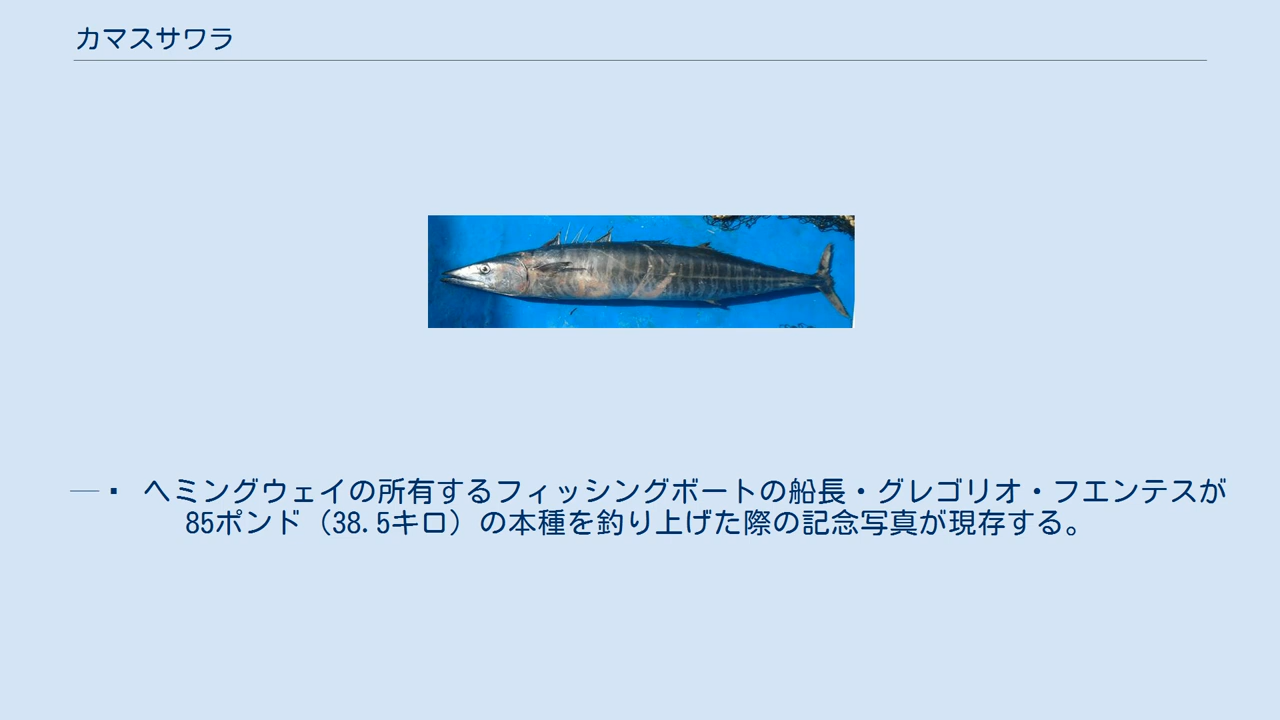 カマスサワラ
▪ ヘミングウェイの所有するフィッシングボートの船長・グレゴリオ・フエンテスが
85ポンド（38.5キロ）の本種を釣り上げた際の記念写真が現存する。